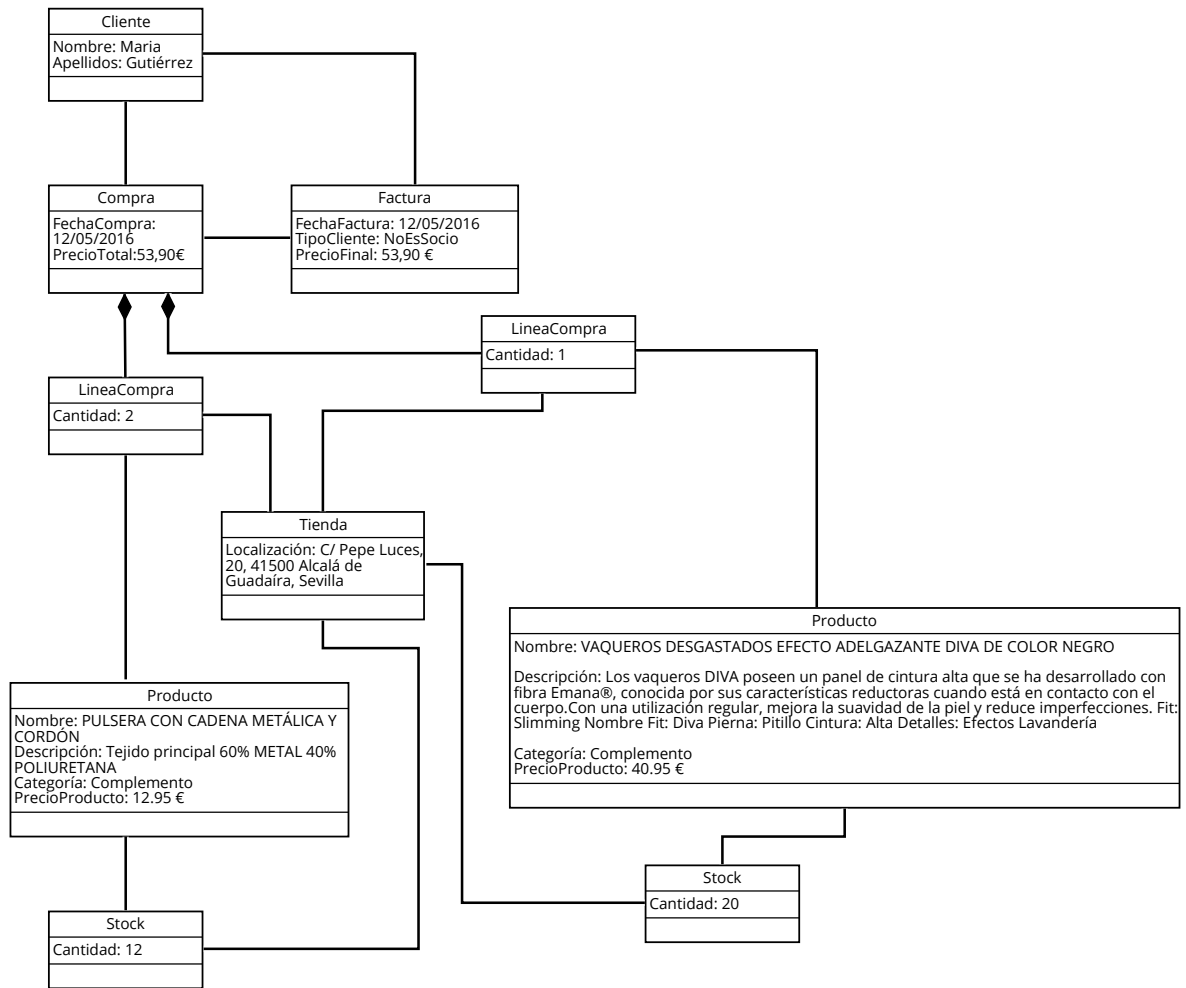 Cliente
Nombre: Maria
Apellidos: Gutiérrez
Compra
FechaCompra:
12/05/2016
PrecioTotal:53,90€
Factura
FechaFactura: 12/05/2016
TipoCliente: NoEsSocio
PrecioFinal: 53,90 €
LineaCompra
Cantidad: 1
LineaCompra
Cantidad: 2
Tienda
Localización: C/ Pepe Luces,
20, 41500 Alcalá de
Guadaíra, Sevilla
Producto
Nombre: VAQUEROS DESGASTADOS EFECTO ADELGAZANTE DIVA DE COLOR NEGRO
Descripción: Los vaqueros DIVA poseen un panel de cintura alta que se ha desarrollado con
fibra Emana®, conocida por sus características reductoras cuando está en contacto con el
cuerpo.Con una utilización regular, mejora la suavidad de la piel y reduce imperfecciones. Fit:
Slimming Nombre Fit: Diva Pierna: Pitillo Cintura: Alta Detalles: Efectos Lavandería
Categoría: Complemento
PrecioProducto: 40.95 €
Producto
Nombre: PULSERA CON CADENA METÁLICA Y
CORDÓN
Descripción: Tejido principal 60% METAL 40%
POLIURETANA
Categoría: Complemento
PrecioProducto: 12.95 €
Stock
Cantidad: 20
Stock
Cantidad: 12